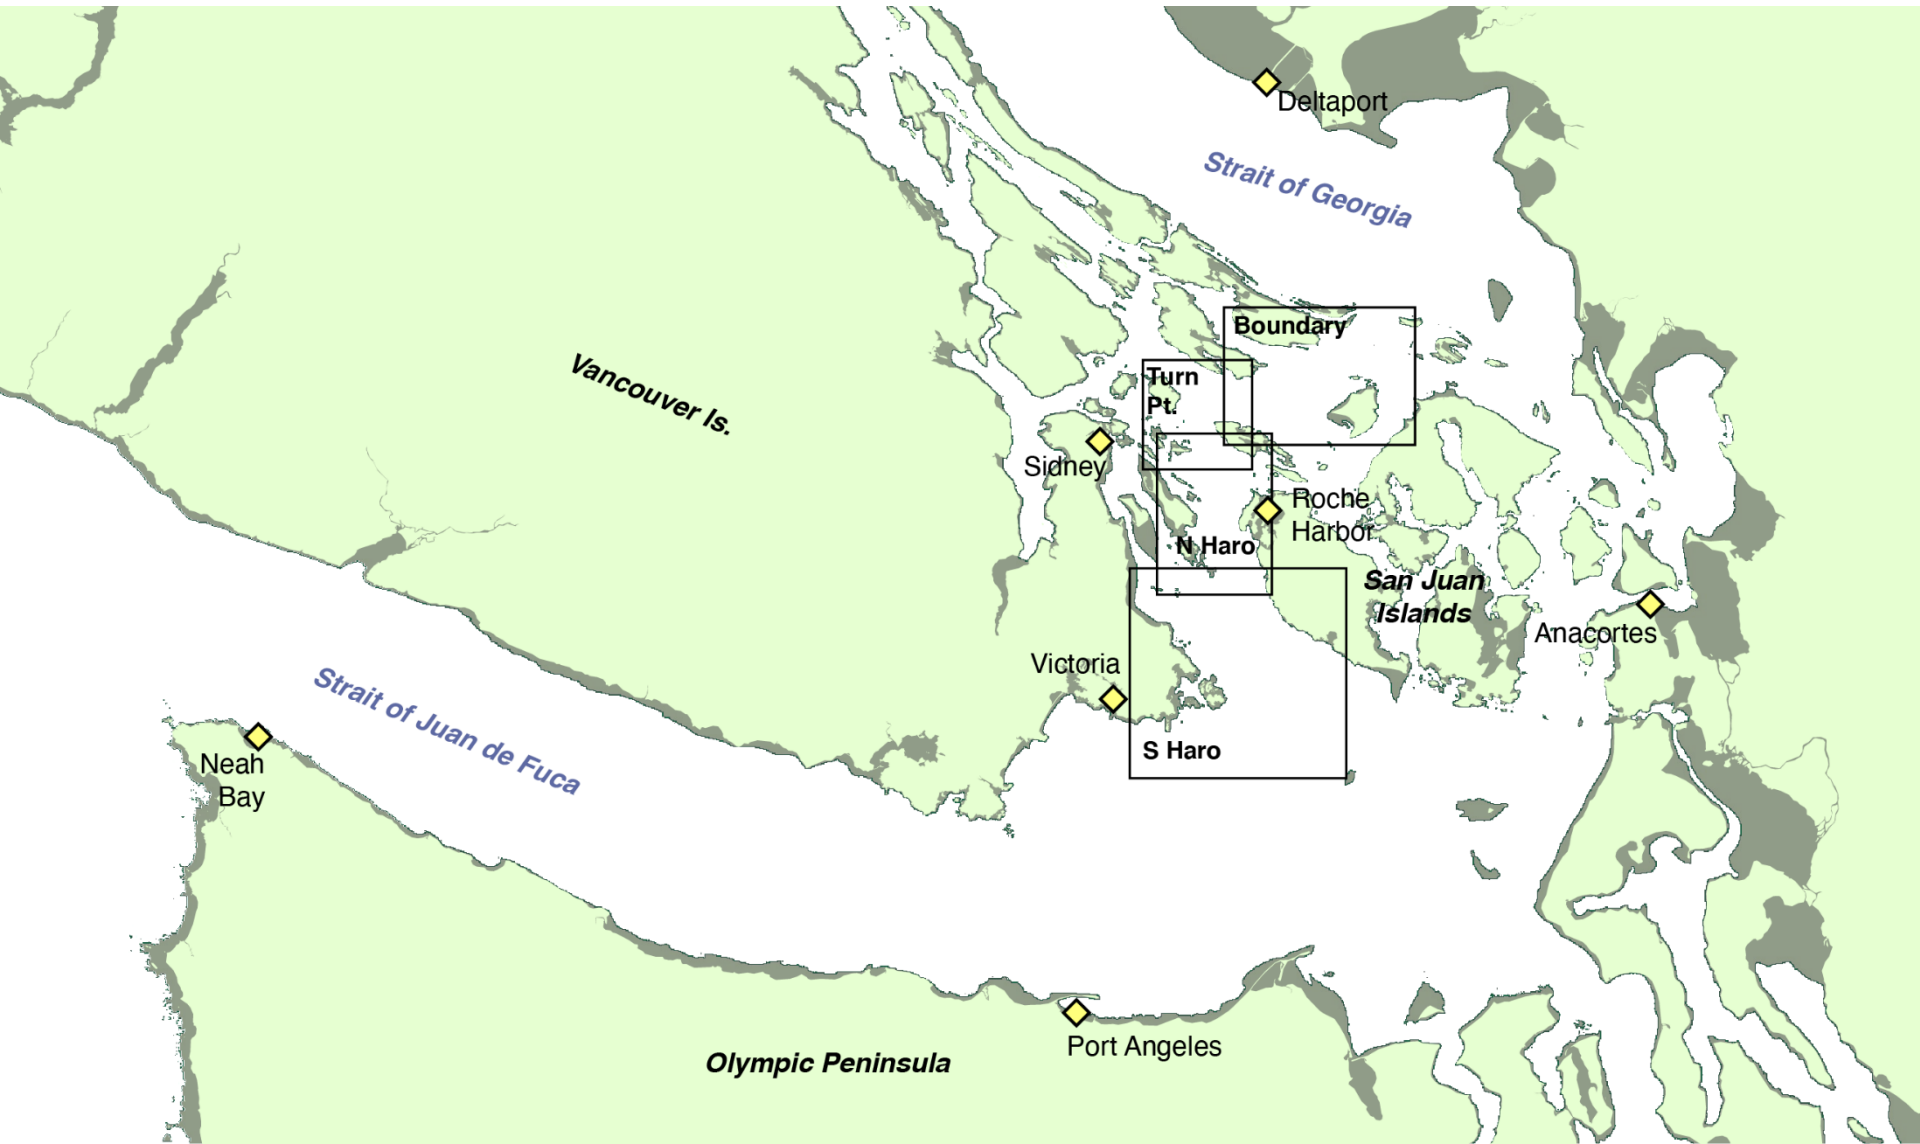 Deltaport
Strait of Georgia
Boundary
Vancouver Is.
Turn
Pt.
Sidney
Roche
Harbor
N Haro
San Juan
Islands
Anacortes
Victoria
Strait of Juan de Fuca
S Haro
Neah
Bay
Port Angeles
Olympic Peninsula